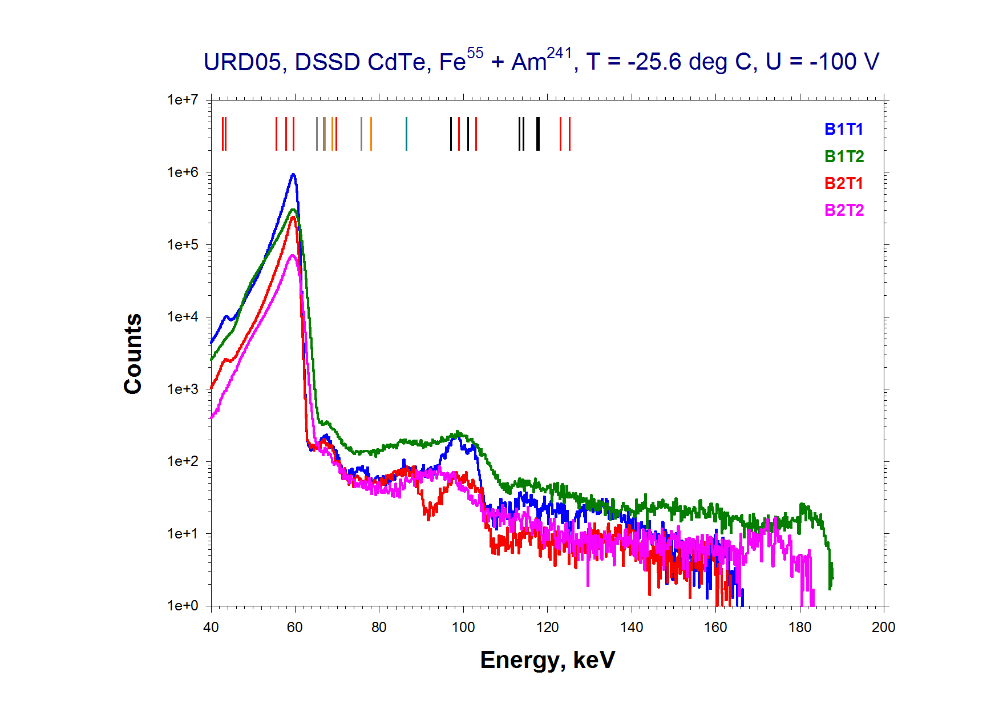 URD05, DSSD CdTe, Fe55 + Am241, T = -25.6 deg C, U = -100 V
1e+7
1e+6
1e+5
1e+4
1e+3
1e+2
1e+1
1e+0
B1T1
B1T2
B2T1
B2T2
Counts
40 60 80 100 120 140 160 180 200
Energy, keV